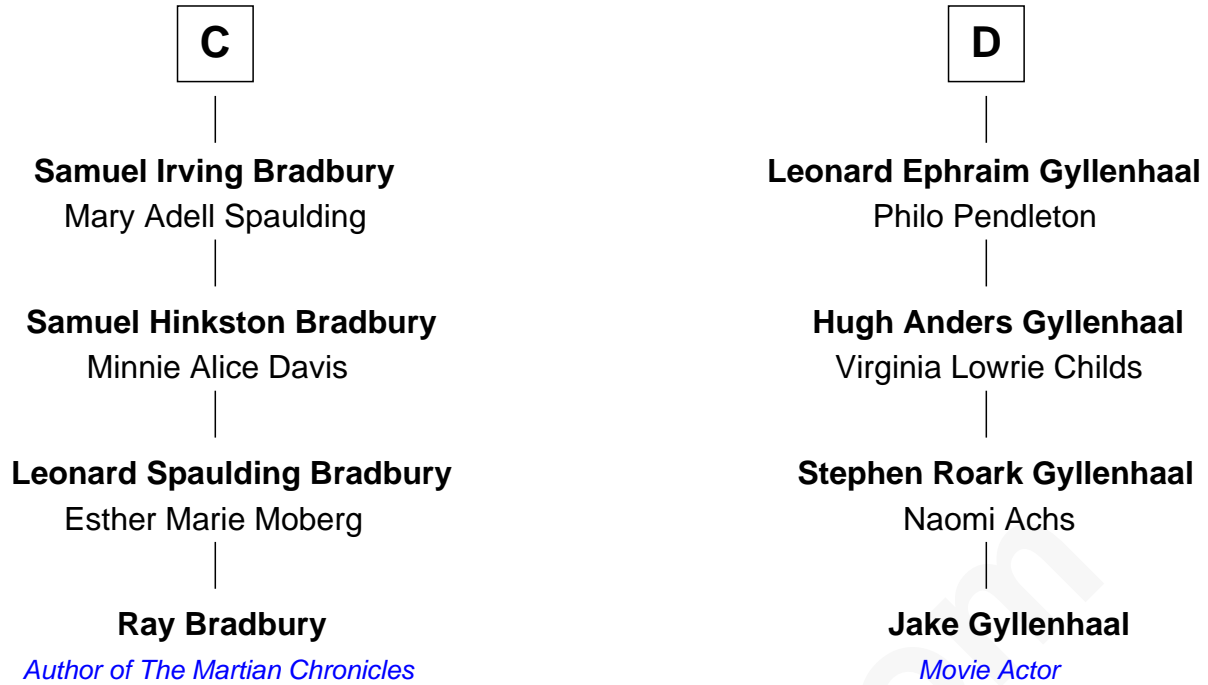 C
Samuel Irving Bradbury
Mary Adell Spaulding
Samuel Hinkston Bradbury
Minnie Alice Davis
Leonard Spaulding Bradbury
Esther Marie Moberg
Ray Bradbury
Author of The Martian Chronicles
D
Leonard Ephraim Gyllenhaal
Philo Pendleton
Hugh Anders Gyllenhaal
Virginia Lowrie Childs
Stephen Roark Gyllenhaal
Naomi Achs
Jake Gyllenhaal
Movie Actor